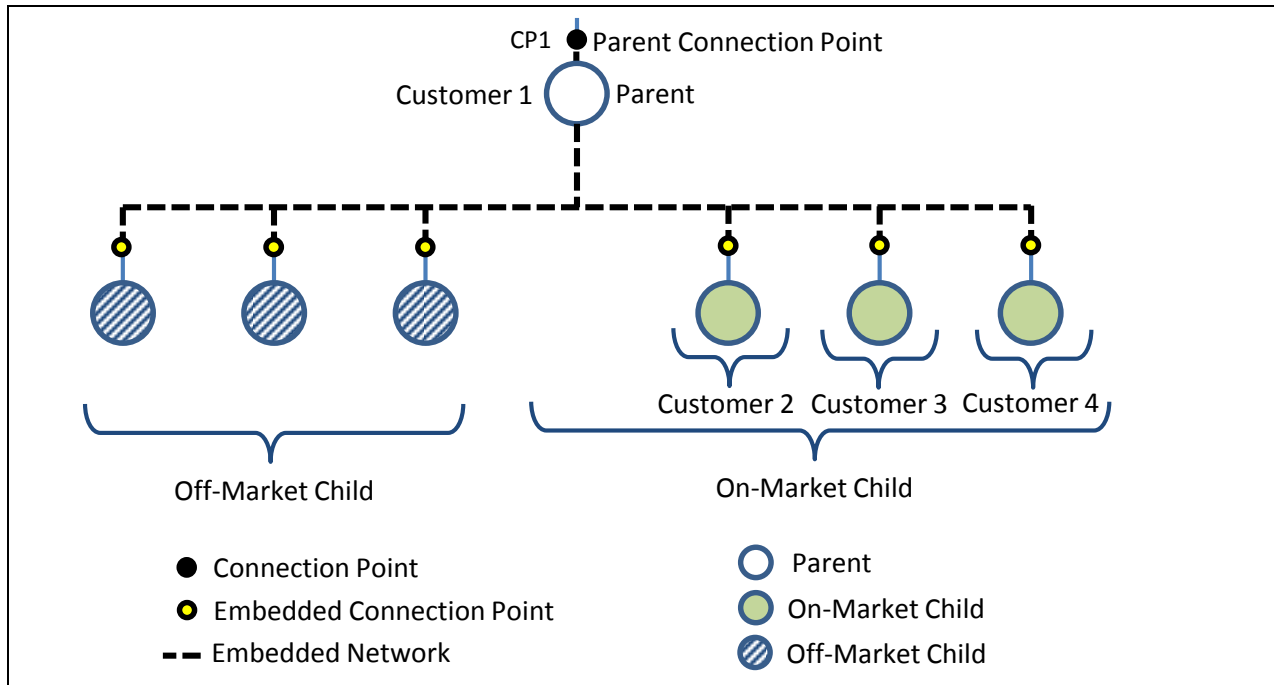 CP1 Parent Connection Point
Customer 1 Parent
Customer 2 Customer 3 Customer 4
Off-Market Child On-Market Child
Connection Point Parent
Embedded Connection Point On-Market Child
Embedded Network Off-Market Child